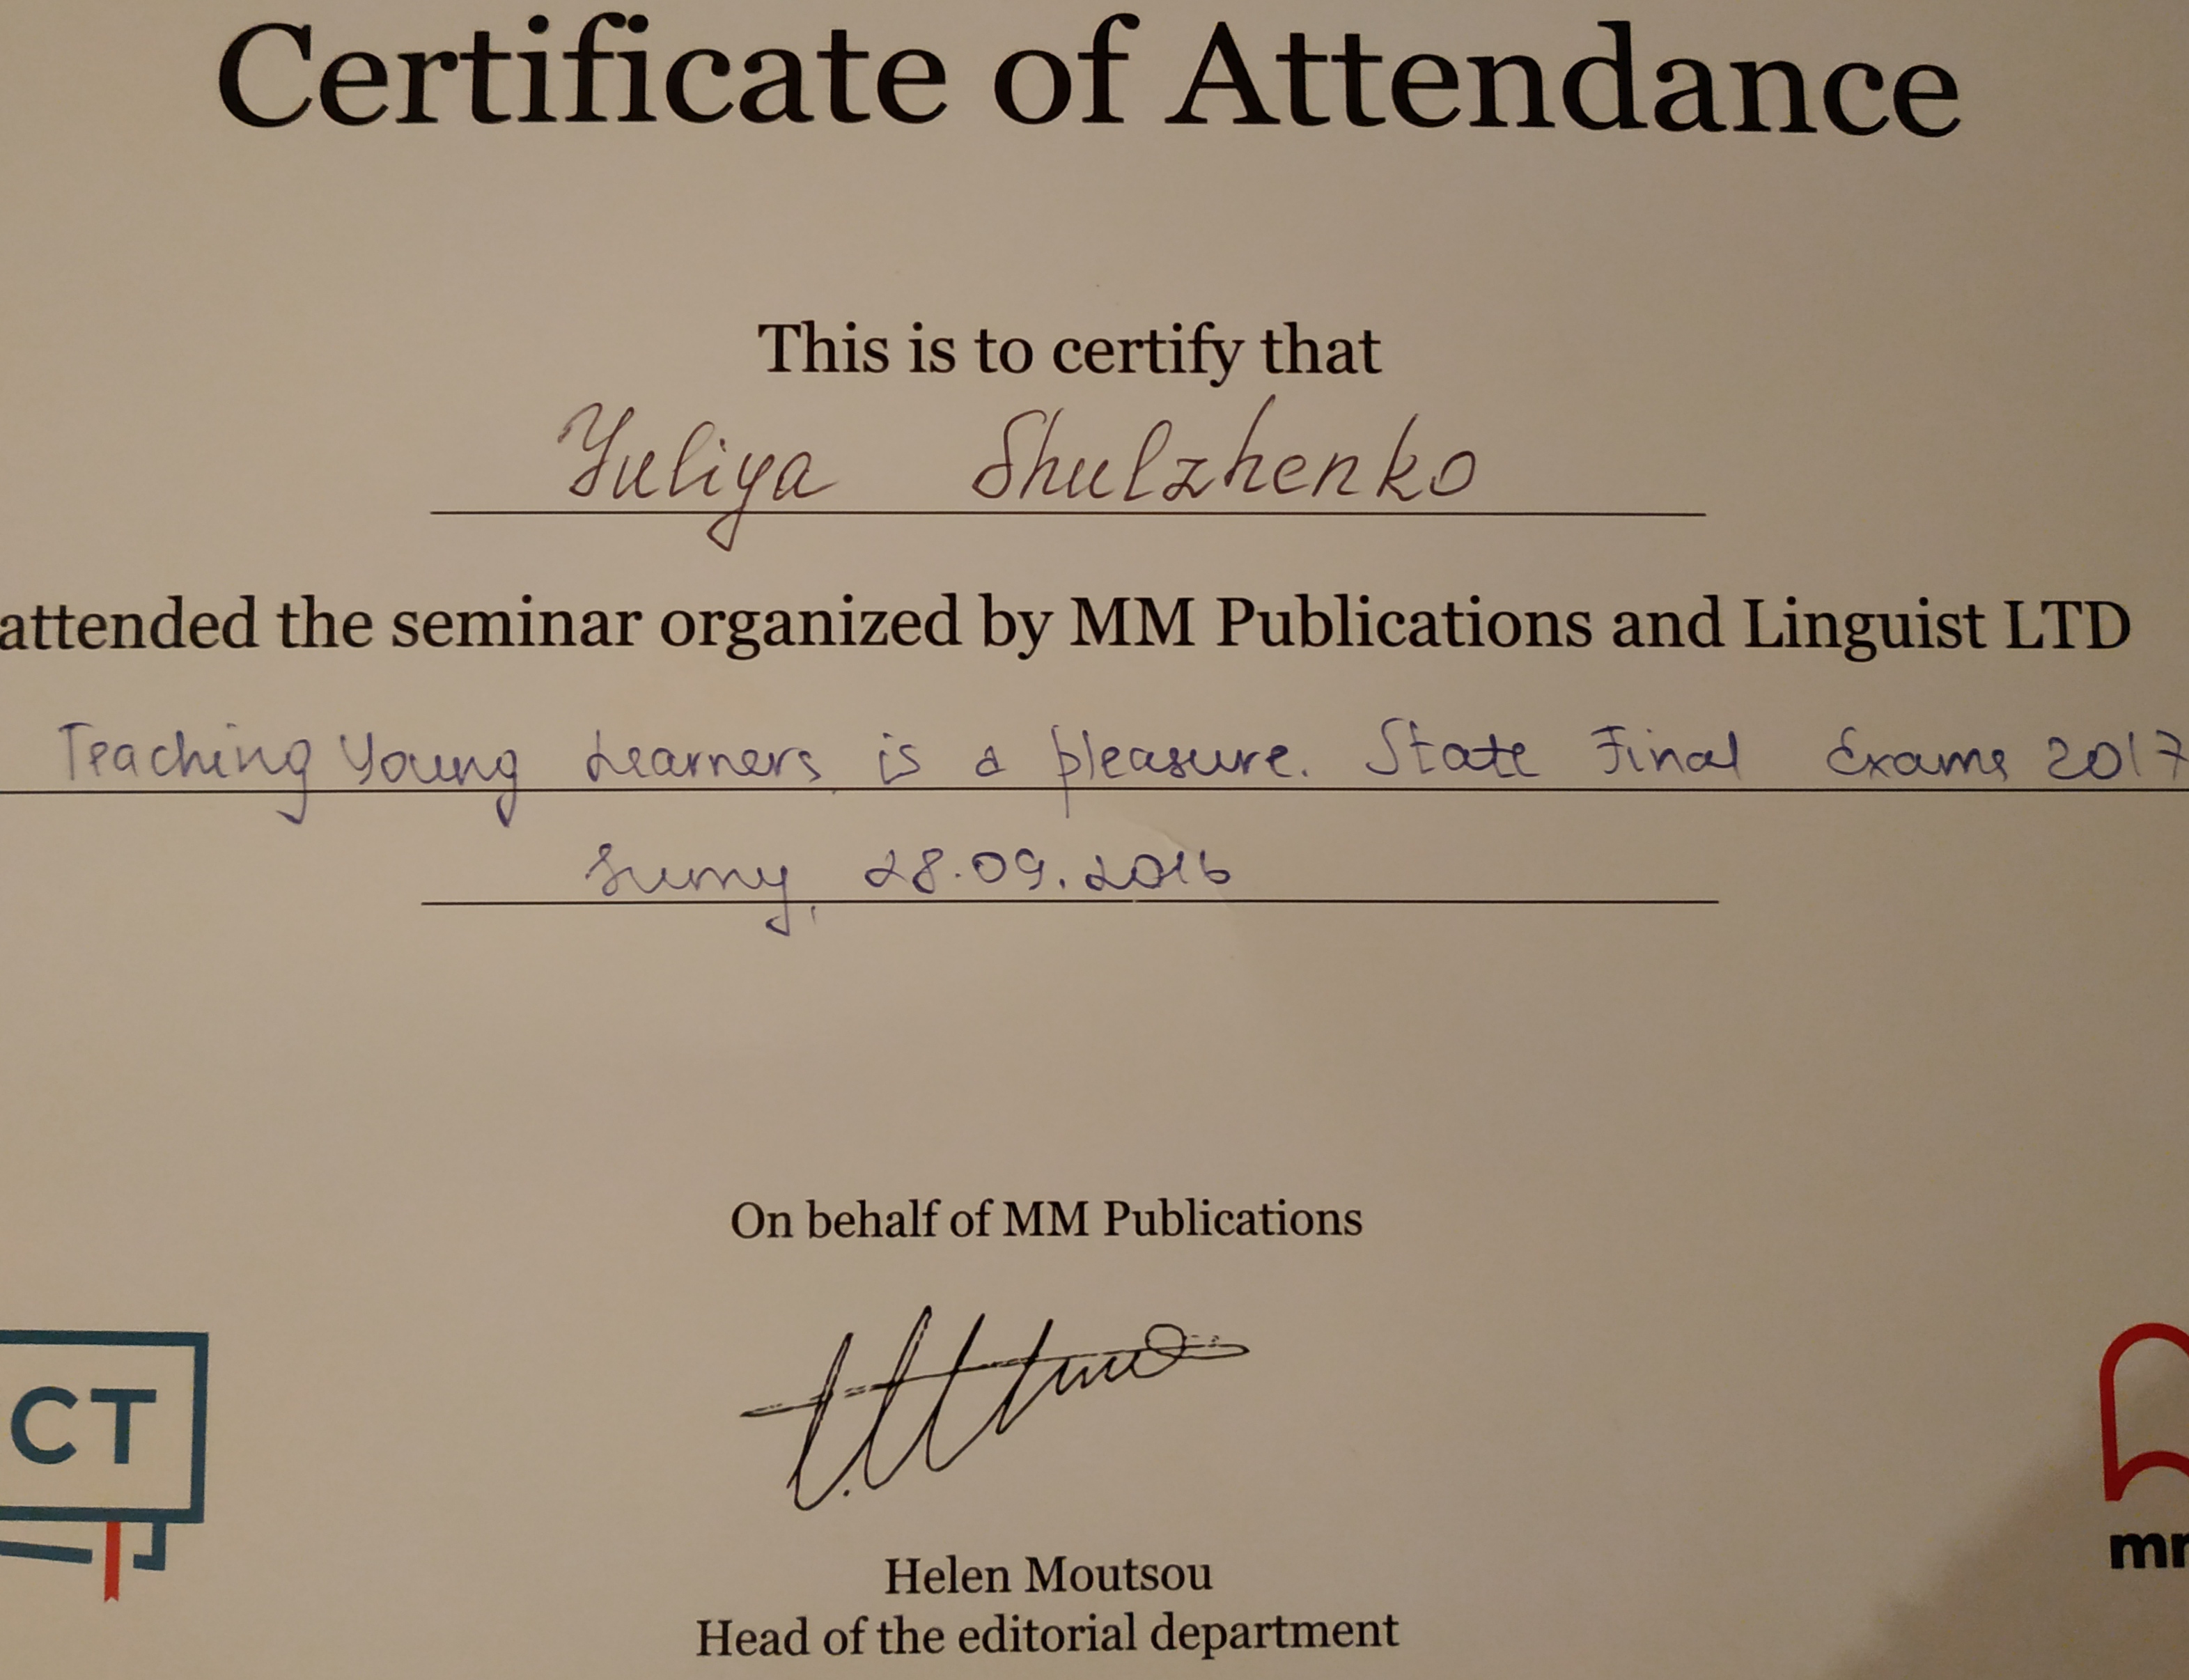 Certificate of Attendance
This is to certify that
Yuliya Shulzhenko
attended the seminar organized by MM Publications and Linguist LTD
Teaching Young Learners is a pleasure. State Final Exams 2017
Sumy, 28.09.2016
On behalf of MM Publications
CT
mm
Helen Moutsou
Head of the editorial department